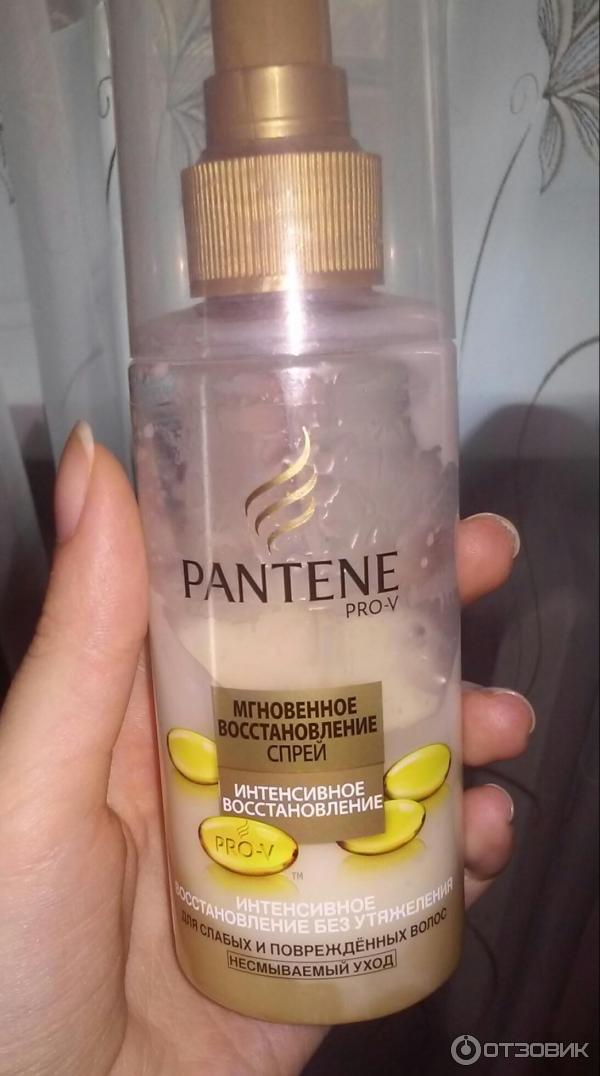 PANTENE
PRO-V
МГНОВЕННОЕ
ВОССТАНОВЛЕНИЕ
СПРЕЙ
ИНТЕНСИВНОЕ
ВОССТАНОВЛЕНИЕ
PRO-V
TM
ИНТЕНСИВНОЕ
ВОССТАНОВЛЕНИЕ БЕЗ УТЯЖЕЛЕНИЯ
ДЛЯ СЛАБЫХ И ПОВРЕЖДЁННЫХ ВОЛОС
НЕСМЫВАЕМЫЙ УХОД
ОТЗОВИК